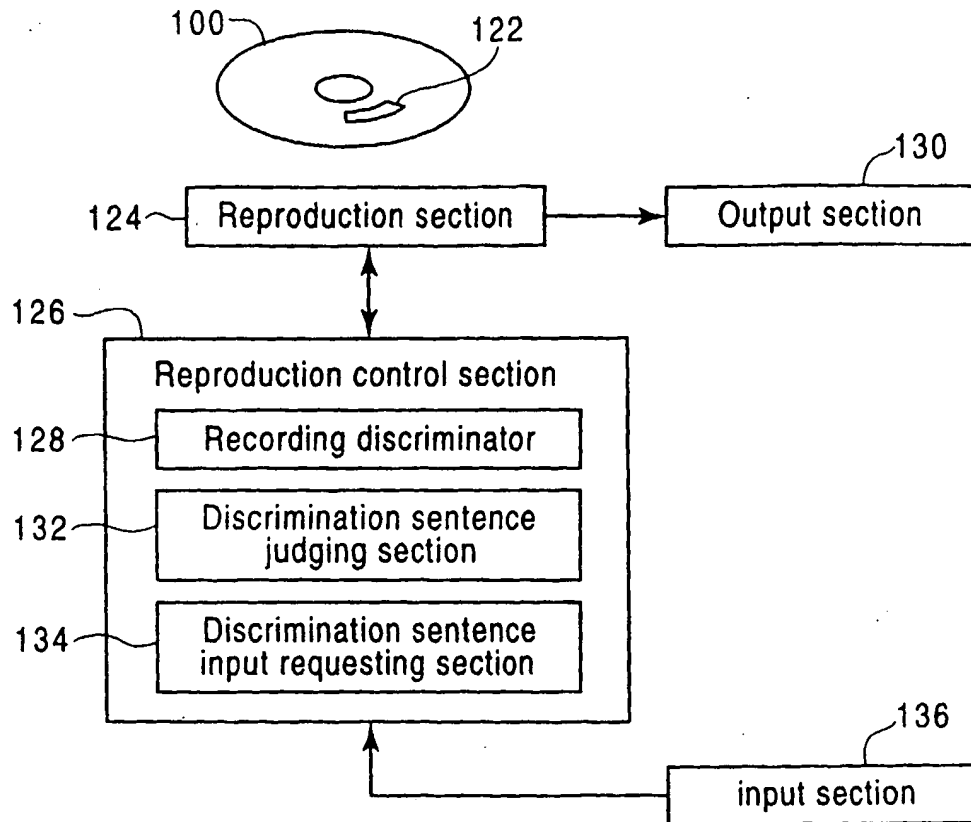 100
122
130
124
Reproduction section
Output section
126
Reproduction control section
128
Recording discriminator
132
Discrimination sentence
judging section
134
Discrimination sentence
input requesting section
136
input section